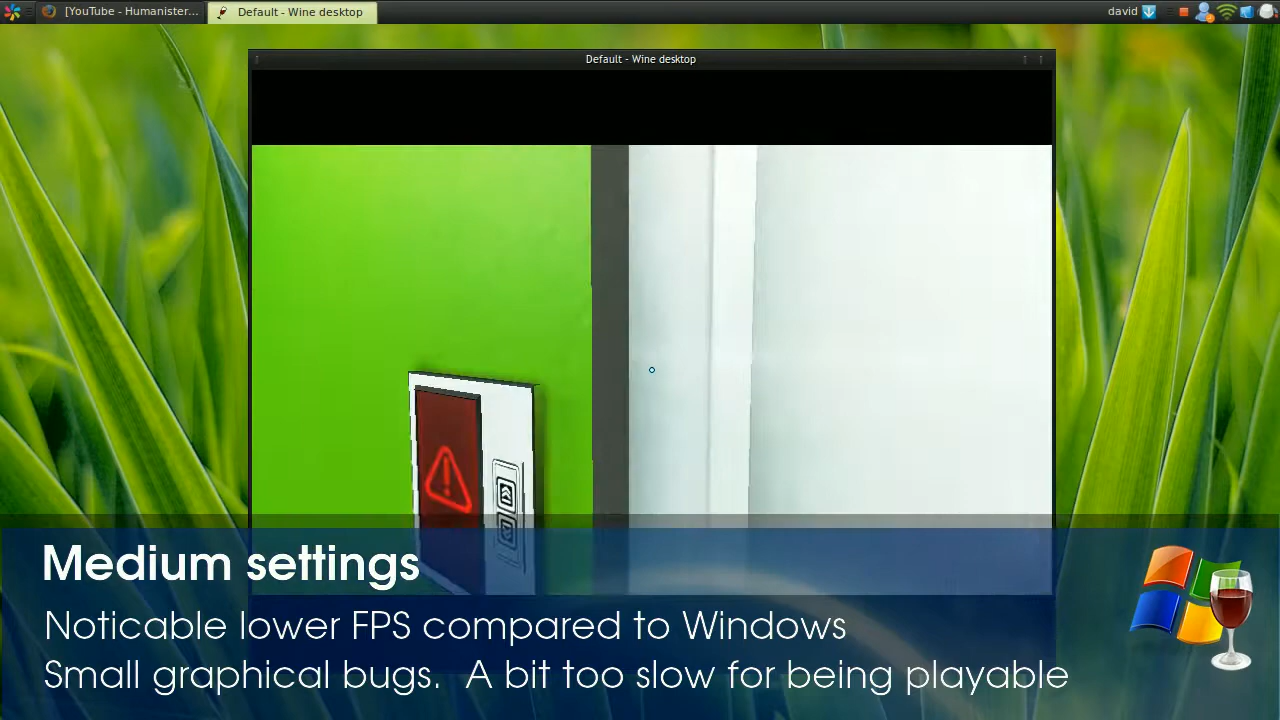 [YouTube - Humanister...
Default - Wine desktop
david
Default - Wine desktop
Medium settings
Noticable lower FPS compared to Windows
Small graphical bugs.  A bit too slow for being playable